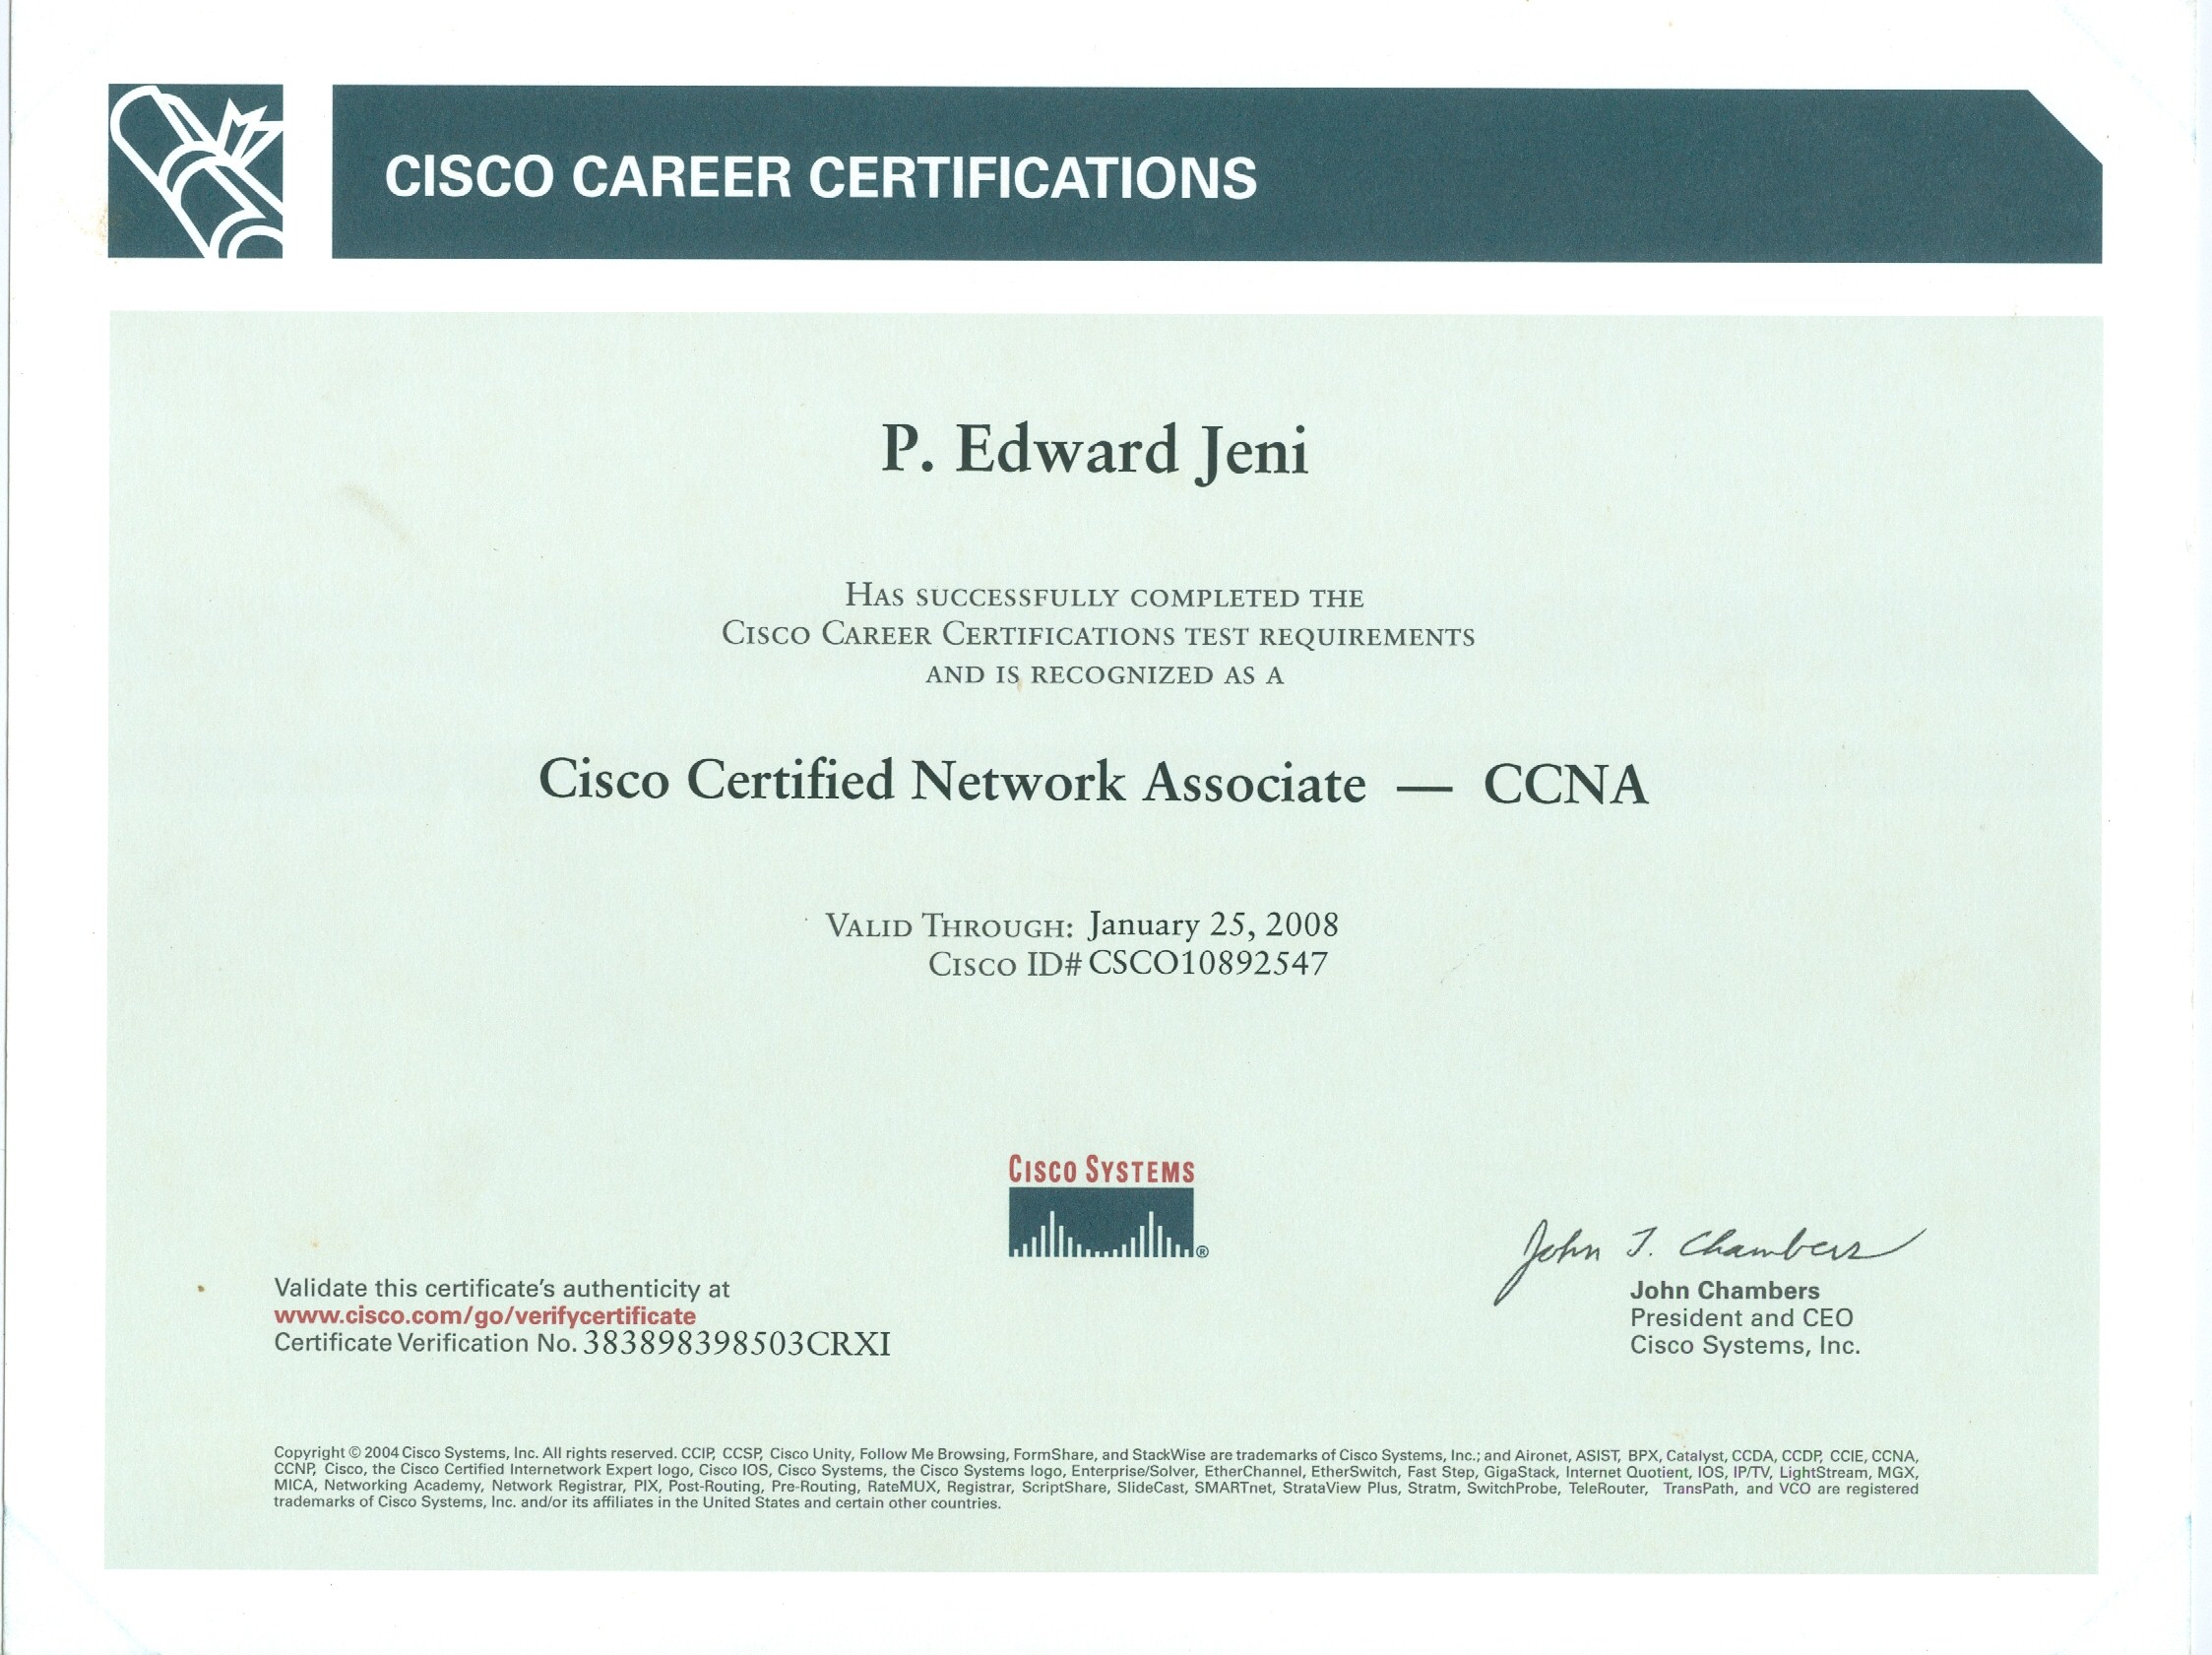 CISCO CAREER CERTIFICATIONS
P. Edward Jeni
HAS SUCCESSFULLY COMPLETED THE
CISCO CAREER CERTIFICATIONS TEST REQUIREMENTS
AND IS RECOGNIZED AS A
Cisco Certified Network Associate — CCNA
VALID THROUGH: January 25, 2008
CISCO ID# CSCO10892547
CISCO SYSTEMS
®
John T. Chambers
Validate this certificate's authenticity at
www.cisco.com/go/verifycertificate
Certificate Verification No. 383898398503CRXI
John Chambers
President and CEO
Cisco Systems, Inc.
Copyright © 2004 Cisco Systems, Inc. All rights reserved. CCIP, CCSP, Cisco Unity, Follow Me Browsing, FormShare, and StackWise are trademarks of Cisco Systems, Inc.; and Aironet, ASIST, BPX, Catalyst, CCDA, CCDP, CCIE, CCNA,
CCNP, Cisco, the Cisco Certified Internetwork Expert logo, Cisco IOS, Cisco Systems, the Cisco Systems logo, Enterprise/Solver, EtherChannel, EtherSwitch, Fast Step, GigaStack, Internet Quotient, IOS, IP/TV, LightStream, MGX,
MICA, Networking Academy, Network Registrar, PIX, Post-Routing, Pre-Routing, RateMUX, Registrar, ScriptShare, SlideCast, SMARTnet, StrataView Plus, Stratm, SwitchProbe, TeleRouter, TransPath, and VCO are registered
trademarks of Cisco Systems, Inc. and/or its affiliates in the United States and certain other countries.